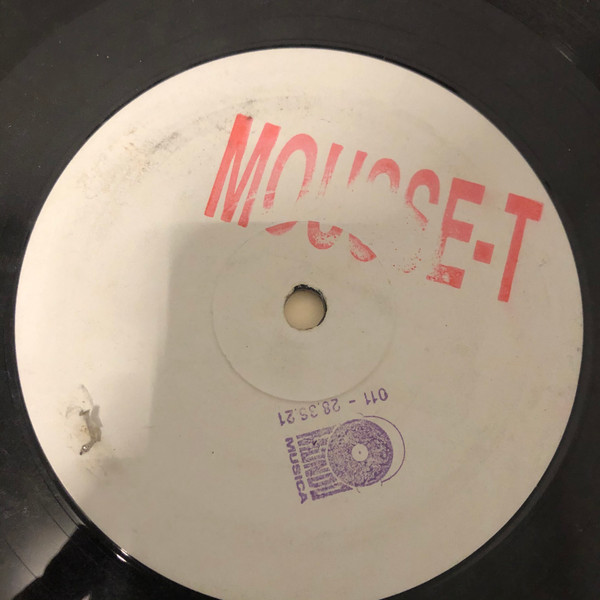 MOUSSE-T
011 - 28.35.21
MUSICA